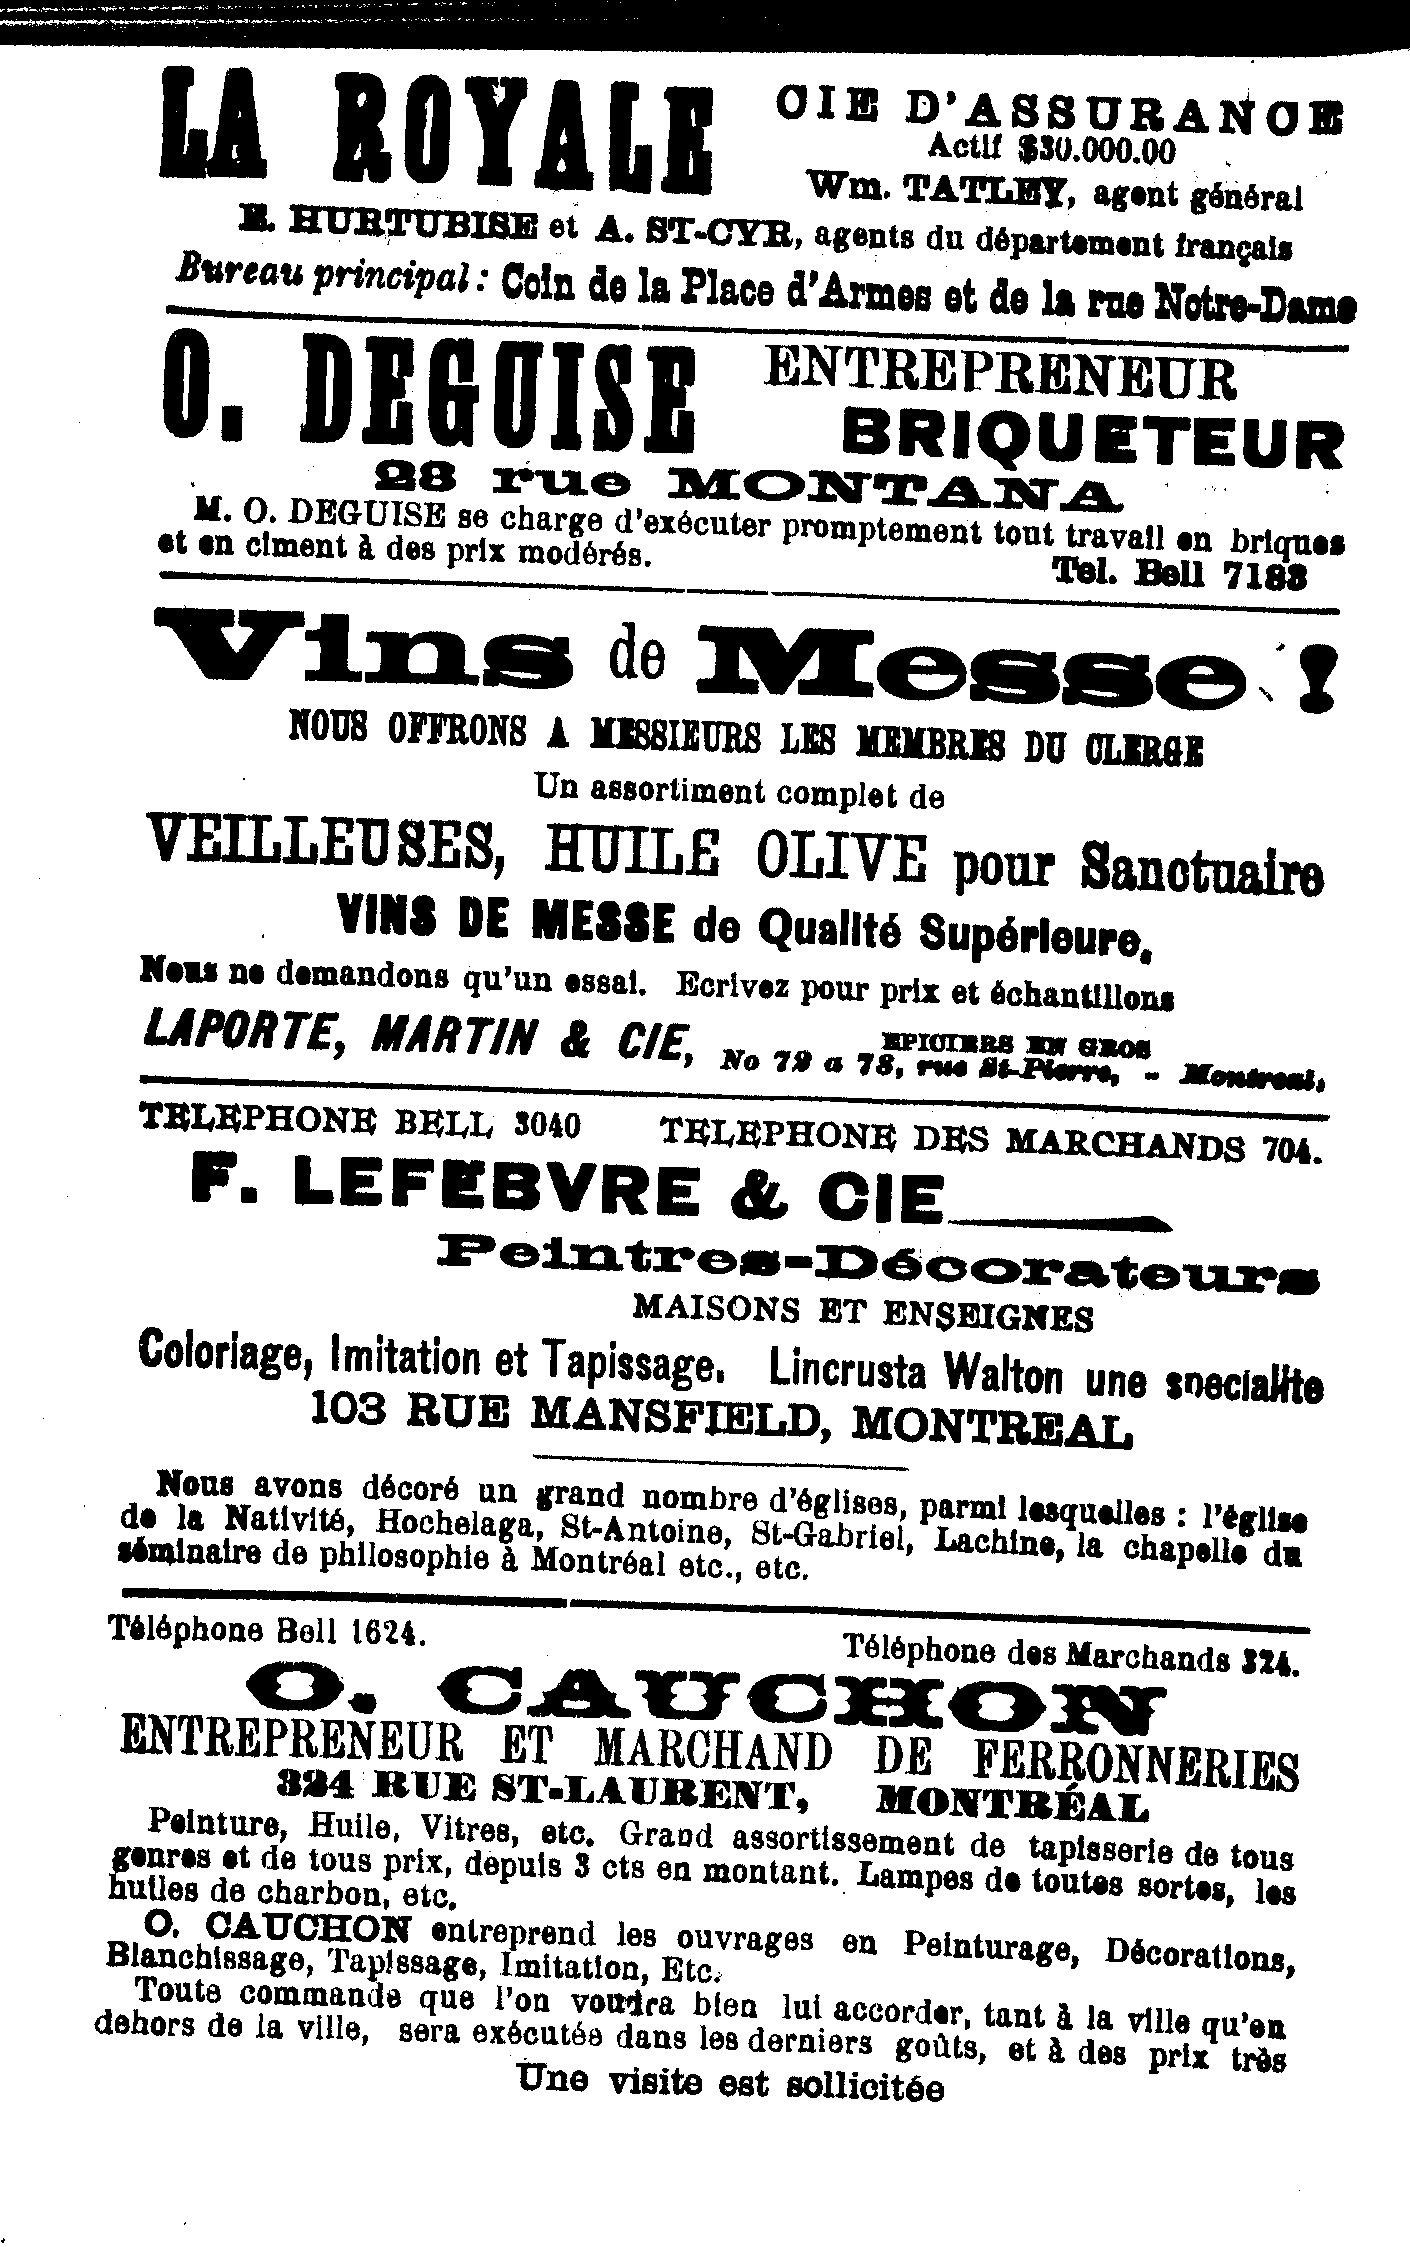 LA ROYALE CIE D'ASSURANCE
Actif $30.000.00
Wm. TATLEY, agent général
E. HURTUBISE et A. ST-CYR, agents du département français
Bureau principal : Coin de la Place d'Armes et de la rue Notre-Dame
O. DEGUISE ENTREPRENEUR
BRIQUETEUR
28 rue MONTANA
M. O. DEGUISE se charge d'exécuter promptement tout travail en briques
et en ciment à des prix modérés.
Tel. Bell 7183
Vins de Messe !
NOUS OFFRONS A MESSIEURS LES MEMBRES DU CLERGE
Un assortiment complet de
VEILLEUSES, HUILE OLIVE pour Sanctuaire
VINS DE MESSE de Qualité Supérieure.
Nous ne demandons qu'un essai. Ecrivez pour prix et échantillons
LAPORTE, MARTIN & CIE, EPICIERS EN GROS
No 72 a 78, rue St-Pierre, - Montreal.
TELEPHONE BELL 3040 TELEPHONE DES MARCHANDS 704.
F. LEFEBVRE & CIE
Peintres-Décorateurs
MAISONS ET ENSEIGNES
Coloriage, Imitation et Tapissage. Lincrusta Walton une specialite
103 RUE MANSFIELD, MONTREAL
Nous avons décoré un grand nombre d'églises, parmi lesquelles : l'église
de la Nativité, Hochelaga, St-Antoine, St-Gabriel, Lachine, la chapelle du
séminaire de philosophie à Montréal etc., etc.
Téléphone Bell 1624. Téléphone des Marchands 324.
O. CAUCHON
ENTREPRENEUR ET MARCHAND DE FERRONNERIES
324 RUE ST-LAURENT, MONTRÉAL
Peinture, Huile, Vitres, etc. Grand assortissement de tapisserie de tous
genres et de tous prix, depuis 3 cts en montant. Lampes de toutes sortes, les
huiles de charbon, etc.
O. CAUCHON entreprend les ouvrages en Peinturage, Décorations,
Blanchissage, Tapissage, Imitation, Etc.
Toute commande que l'on voudra bien lui accorder, tant à la ville qu'en
dehors de la ville, sera exécutée dans les derniers goûts, et à des prix très
Une visite est sollicitée